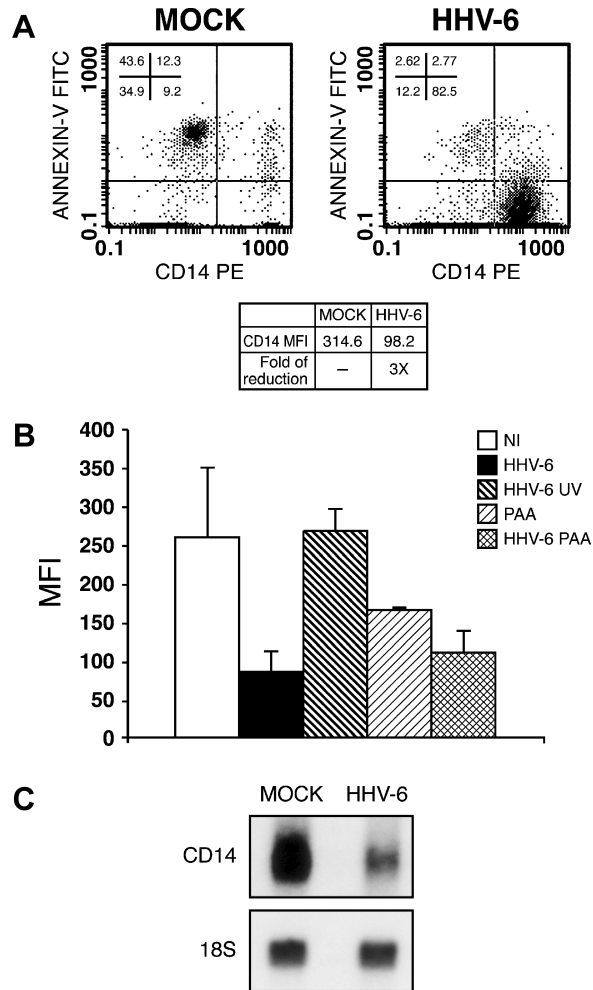 A
MOCK
HHV-6
ANNEXIN-V FITC
1000
0.1
43.6 12.3
34.9 9.2
0.1 1000
CD14 PE
ANNEXIN-V FITC
1000
0.1
2.62 2.77
12.2 82.5
0.1 1000
CD14 PE
MOCK HHV-6
CD14 MFI 314.6 98.2
Fold of
reduction – 3X
B
MFI
400
350
300
250
200
150
100
50
0
NI
HHV-6
HHV-6 UV
PAA
HHV-6 PAA
C
MOCK HHV-6
CD14
18S